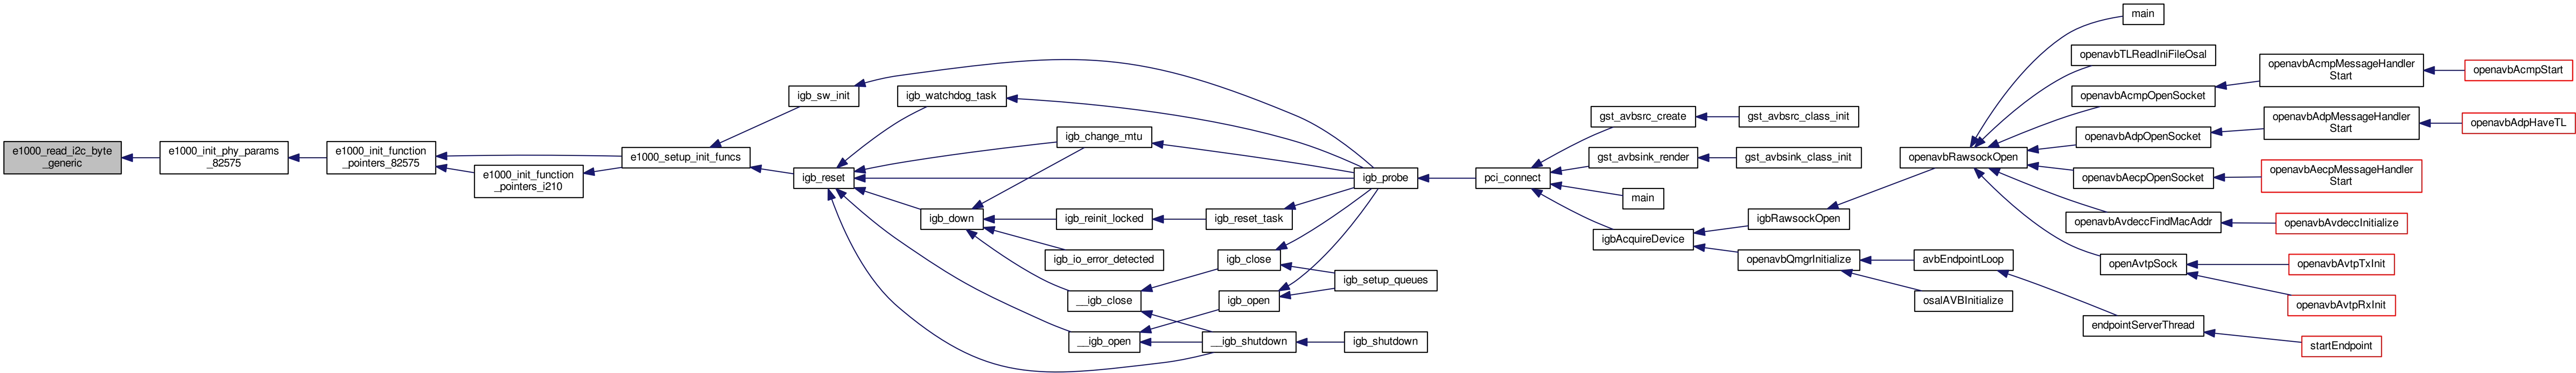 e1000_read_i2c_byte
_generic
e1000_init_phy_params
_82575
e1000_init_function
_pointers_82575
e1000_init_function
_pointers_i210
e1000_setup_init_funcs
igb_sw_init
igb_reset
igb_watchdog_task
igb_change_mtu
igb_down
igb_reinit_locked
igb_io_error_detected
__igb_close
__igb_open
igb_reset_task
igb_close
igb_open
__igb_shutdown
igb_probe
igb_setup_queues
igb_shutdown
pci_connect
gst_avbsrc_create
gst_avbsink_render
main
igbAcquireDevice
gst_avbsrc_class_init
gst_avbsink_class_init
igbRawsockOpen
openavbQmgrInitialize
openavbRawsockOpen
avbEndpointLoop
osalAVBInitialize
main
openavbTLReadIniFileOsal
openavbAcmpOpenSocket
openavbAdpOpenSocket
openavbAecpOpenSocket
openavbAvdeccFindMacAddr
openAvtpSock
endpointServerThread
openavbAcmpMessageHandler
Start
openavbAdpMessageHandler
Start
openavbAecpMessageHandler
Start
openavbAvdeccInitialize
openavbAvtpTxInit
openavbAvtpRxInit
startEndpoint
openavbAcmpStart
openavbAdpHaveTL